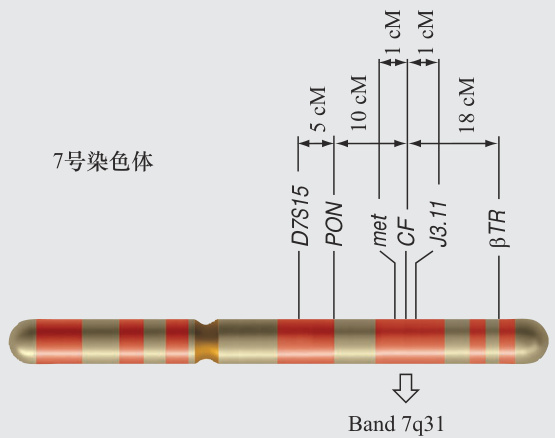 1 cM
1 cM
5 cM
10 cM
18 cM
7号染色体
D7S15
PON
met
CF
J3.11
βTR
Band 7q31